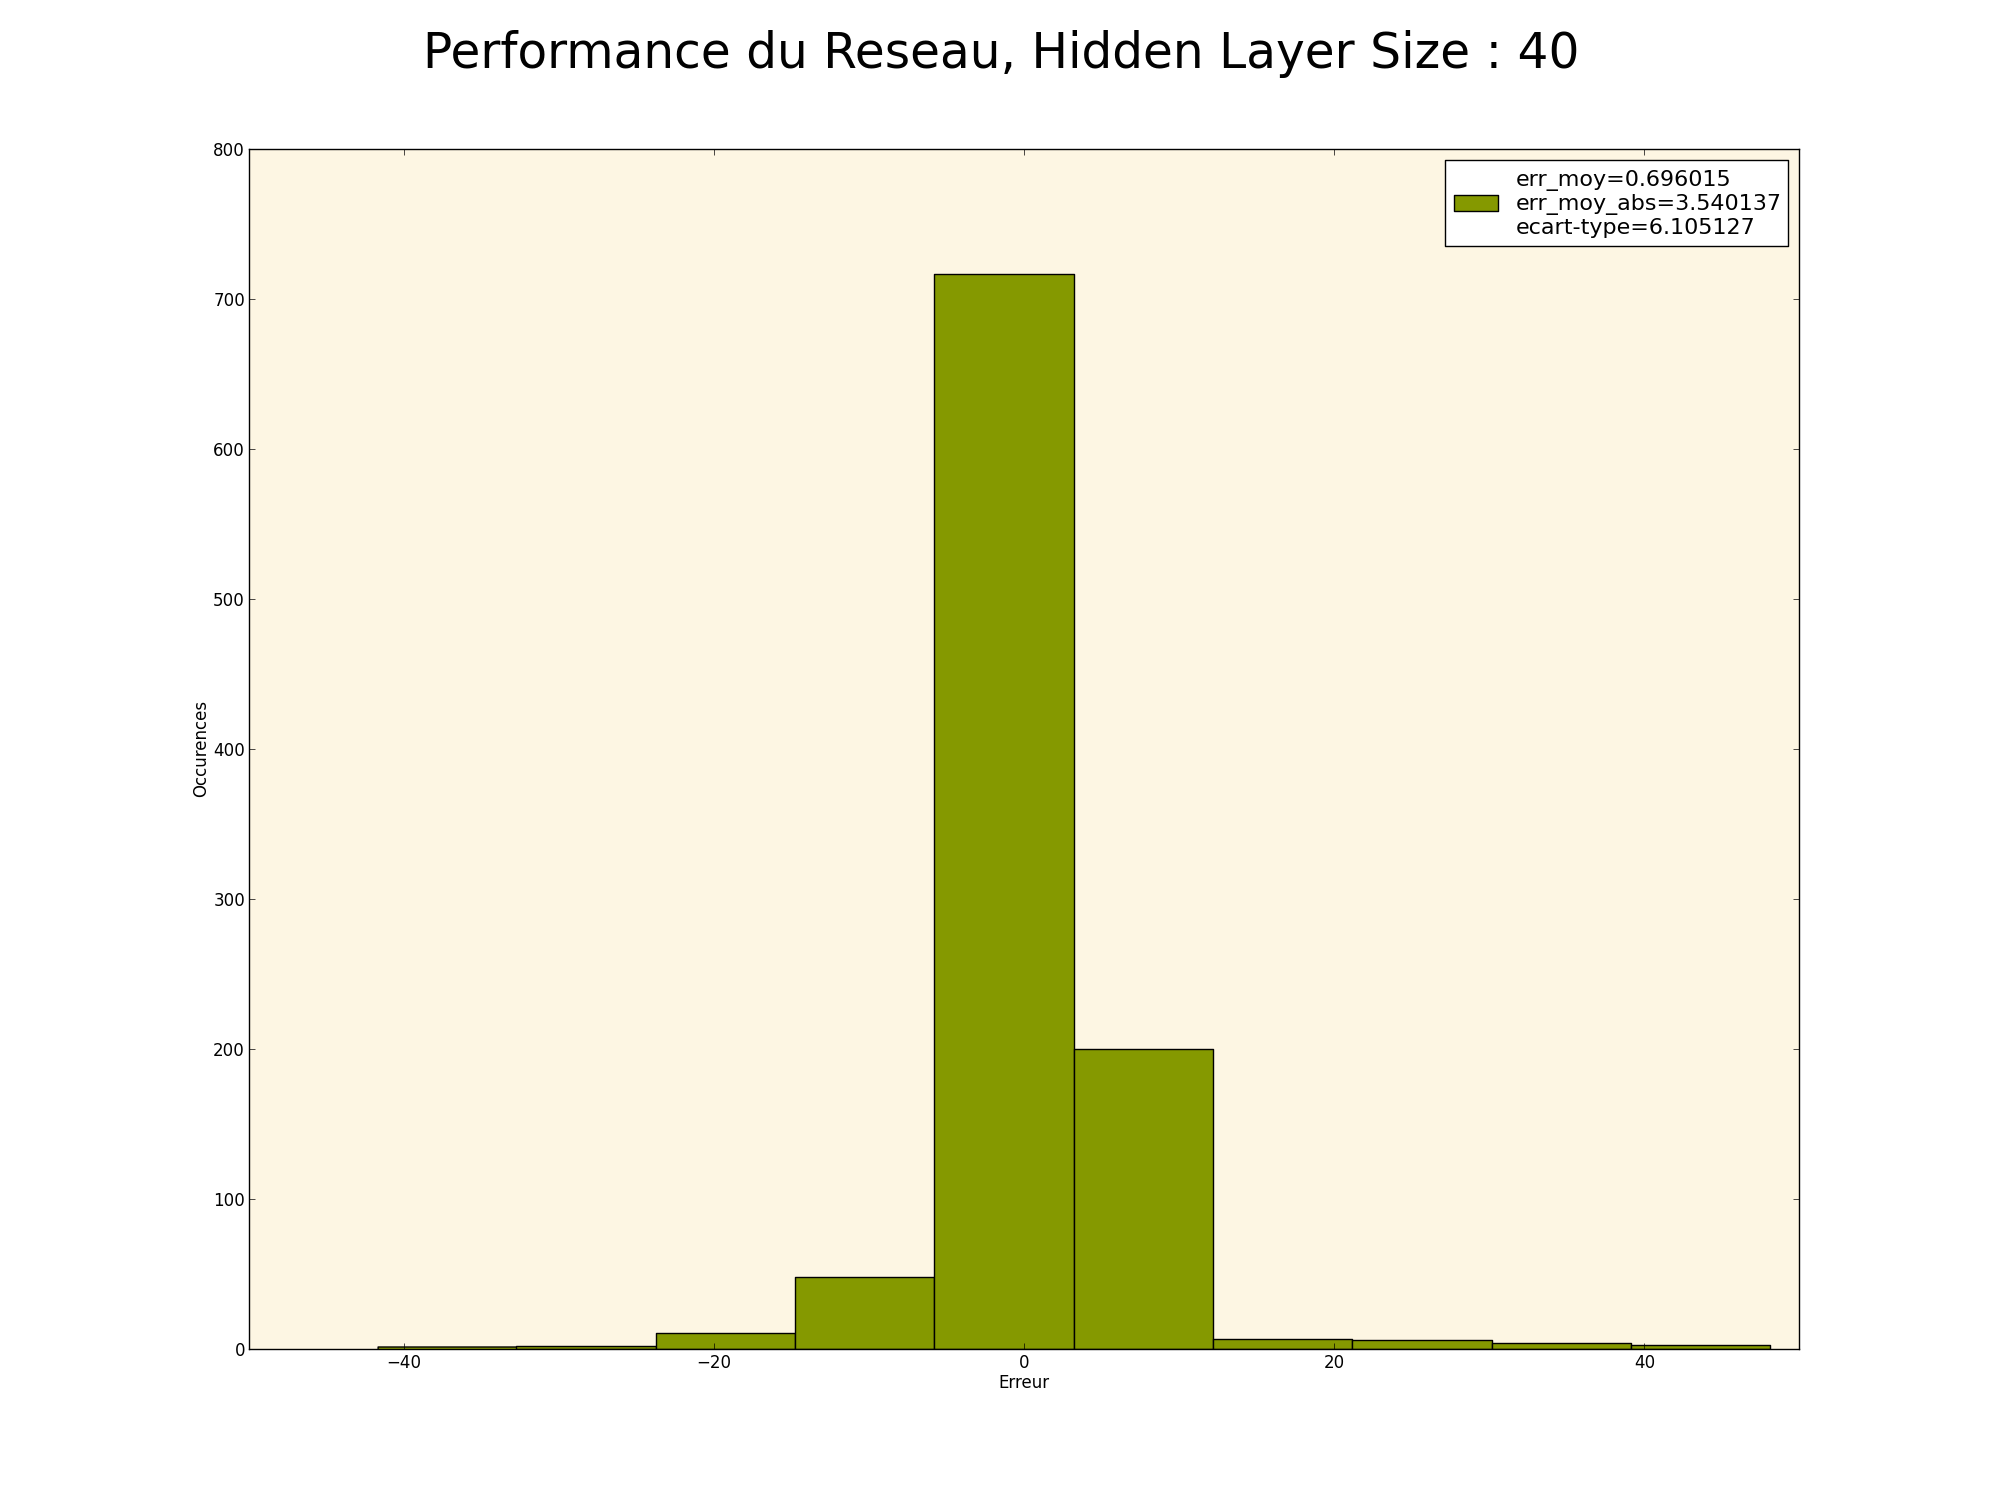 Performance du Reseau, Hidden Layer Size : 40
800
700
600
500
400
300
200
100
0
Occurences
err_moy=0.696015
err_moy_abs=3.540137
ecart-type=6.105127
−40 −20 0 20 40
Erreur